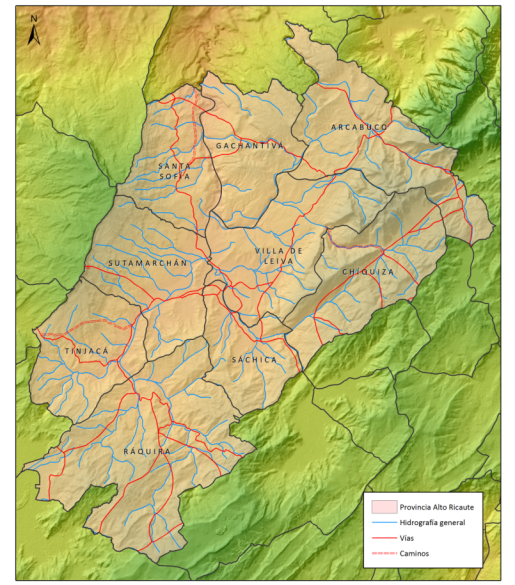 N
ARCABUCO
GACHANTIVÁ
SANTA
SOFÍA
VILLA DE
LEIVA
SUTAMARCHÁN
CHÍQUIZA
TINJACÁ
SÁCHICA
RÁQUIRA
Provincia Alto Ricaute
Hidrografía general
Vías
Caminos